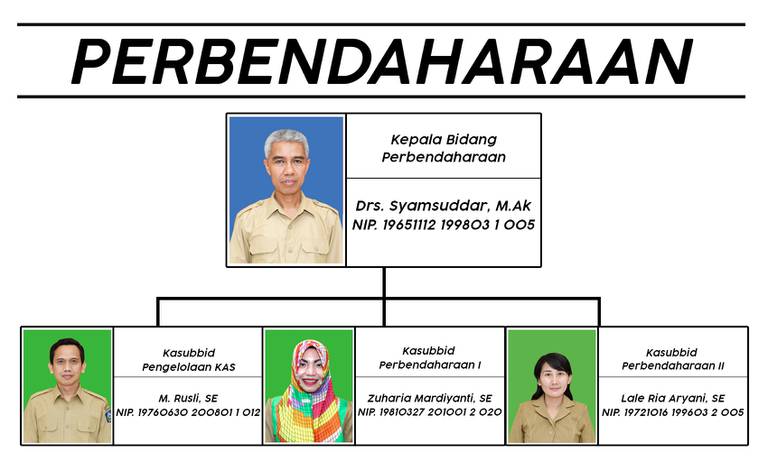 PERBENDAHARAAN
Kepala Bidang
Perbendaharaan
Drs. Syamsuddar, M.Ak
NIP. 19651112 199803 1 005
Kasubbid
Pengelolaan KAS
M. Rusli, SE
NIP. 19760630 200801 1 012
Kasubbid
Perbendaharaan I
Zuharia Mardiyanti, SE
NIP. 19810327 201001 2 020
Kasubbid
Perbendaharaan II
Lale Ria Aryani, SE
NIP. 19721016 199603 2 005